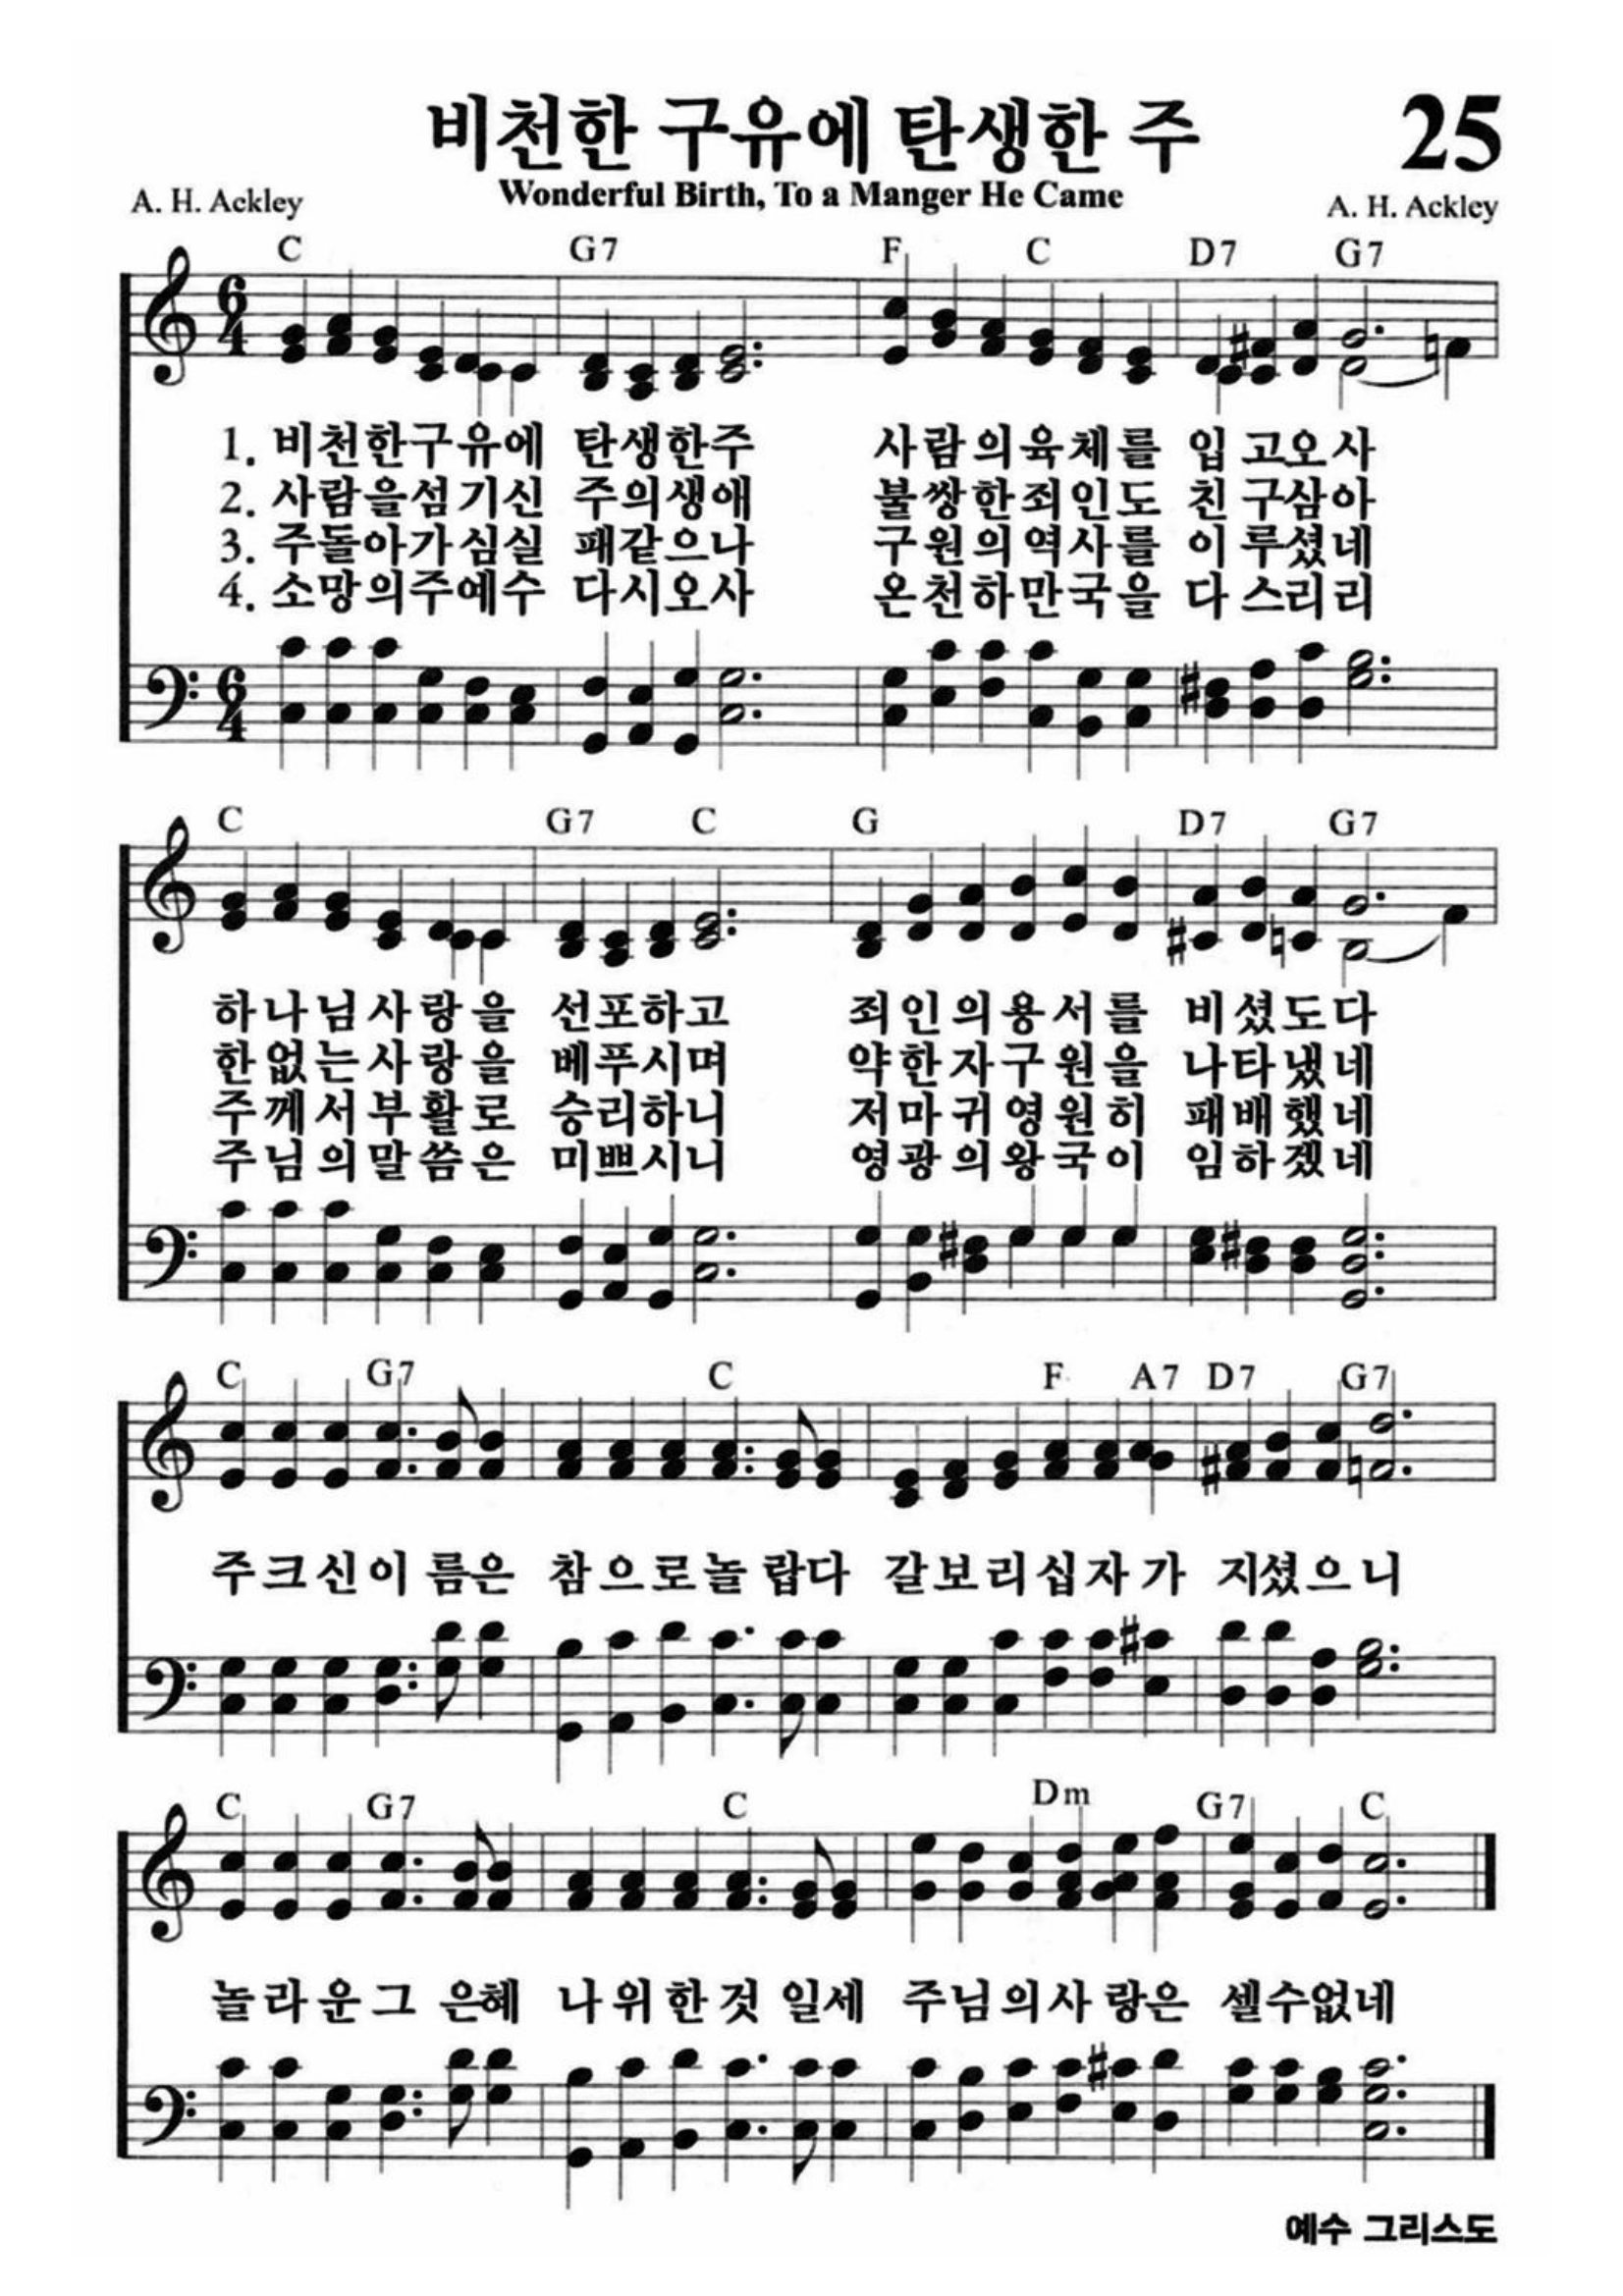 비천한 구유에 탄생한 주 25
Wonderful Birth, To a Manger He Came
A. H. Ackley A. H. Ackley
C G7 F C D7 G7
6 4
1. 비천한구유에 탄생한주 사람의육체를 입고오사
2. 사람을섬기신 주의생애 불쌍한죄인도 친구삼아
3. 주돌아가심실 패같으나 구원의역사를 이루셨네
4. 소망의주예수 다시오사 온천하만국을 다스리리
6 4
C G7 C G D7 G7
하나님사랑을 선포하고 죄인의용서를 비셨도다
한없는사랑을 베푸시며 약한자구원을 나타냈네
주께서부활로 승리하니 저마귀영원히 패배했네
주님의말씀은 미쁘시니 영광의왕국이 임하겠네
C G7 C F A7 D7 G7
주크신이름은 참으로놀랍다 갈보리십자가 지셨으니
C G7 C Dm G7 C
놀라운그은혜 나위한것일세 주님의사랑은 셀수없네
예수 그리스도